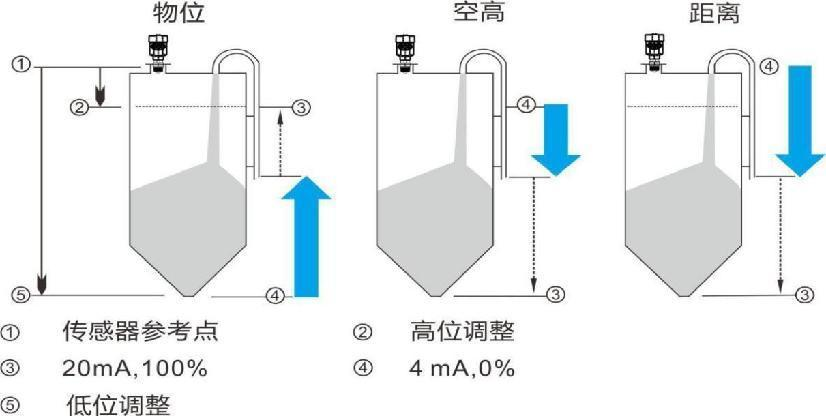 物位 空高 距离
① ④
② ③ ④
⑤ ④ ③ ③
① 传感器参考点 ② 高位调整
③ 20mA,100% ④ 4 mA,0%
⑤ 低位调整